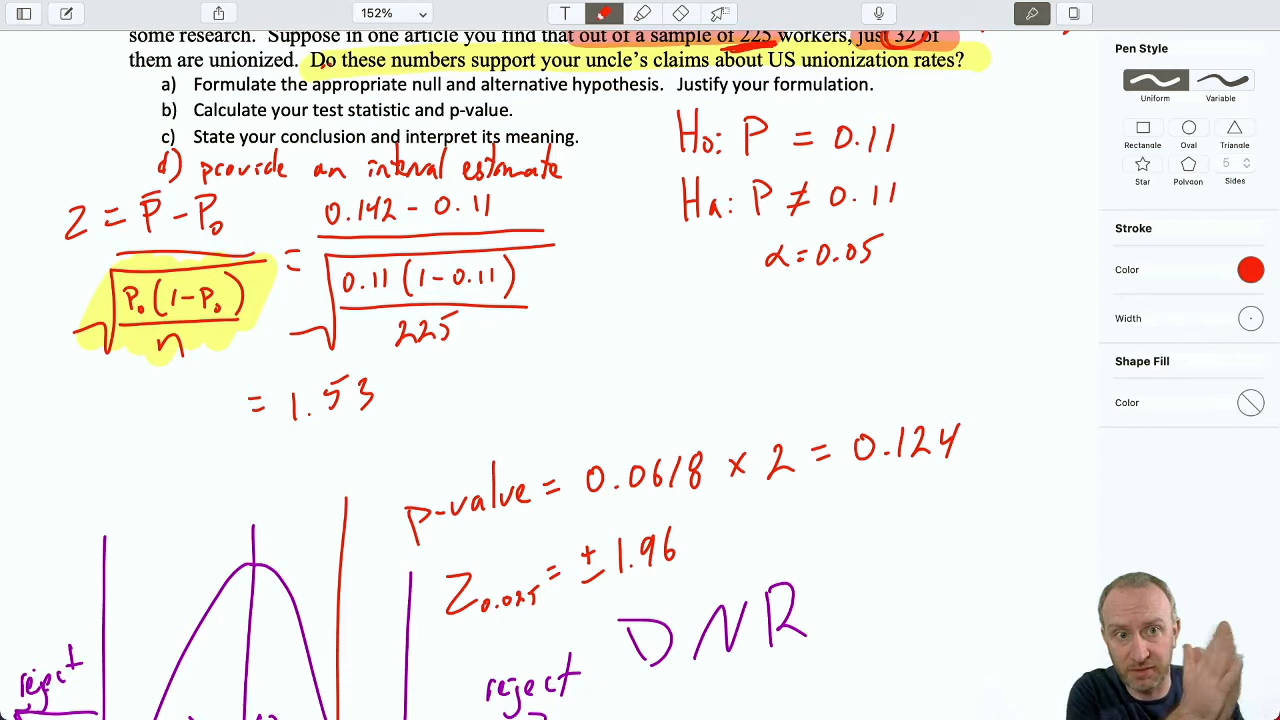 152%
T
some research. Suppose in one article you find that out of a sample of 225 workers, just 32 of
them are unionized. Do these numbers support your uncle's claims about US unionization rates?
a) Formulate the appropriate null and alternative hypothesis. Justify your formulation.
b) Calculate your test statistic and p-value.
c) State your conclusion and interpret its meaning.
d) provide an interval estimate
H0: P = 0.11
Ha: P ≠ 0.11
α = 0.05
Z = P̄ - P0 / √(P0(1-P0)/n) = 0.142 - 0.11 / √(0.11(1-0.11)/225)
= 1.53
p-value = 0.0618 × 2 = 0.124
Z0.025 = ± 1.96
DNR
reject
reject
Pen Style
Uniform
Variable
Rectangle
Oval
Triangle
Star
Polygon
5
Sides
Stroke
Color
Width
Shape Fill
Color